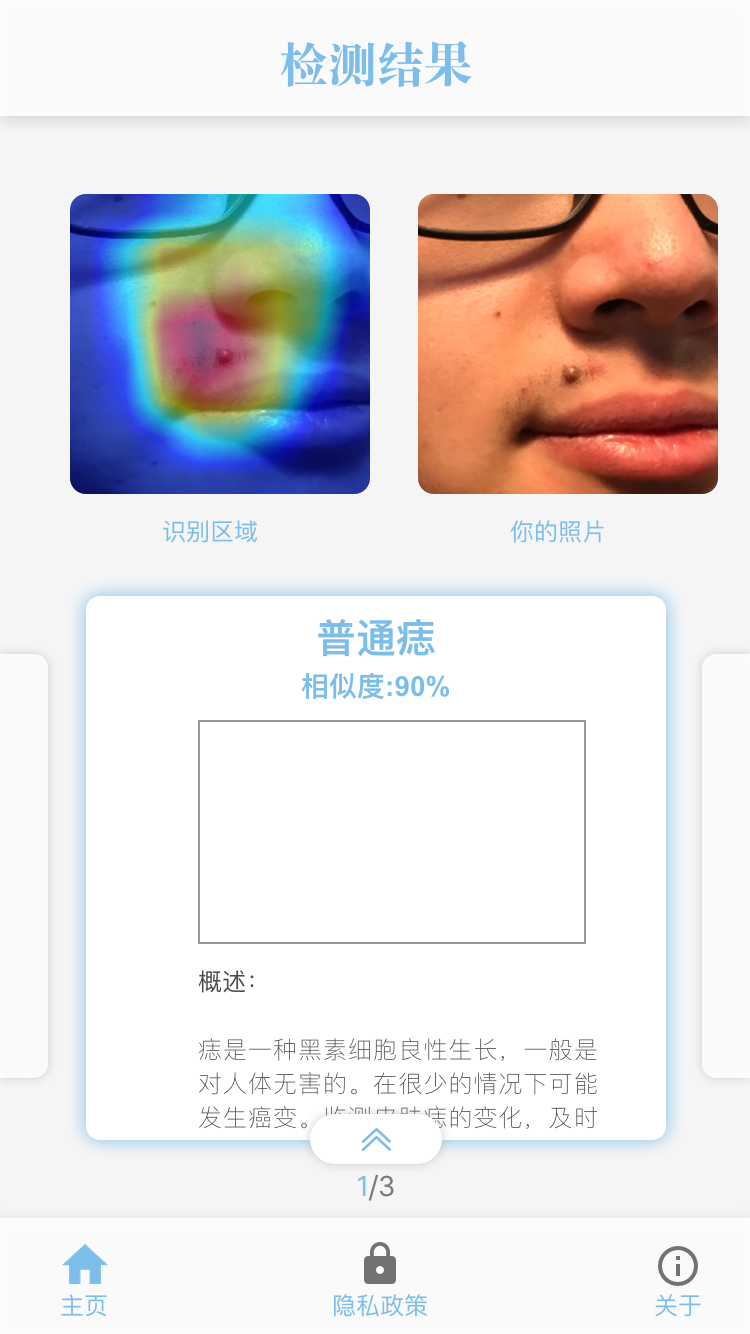 检测结果
识别区域
你的照片
普通痣
相似度:90%
概述:
痣是一种黑素细胞良性生长，一般是
对人体无害的。在很少的情况下可能
发生癌变。监测皮肤痣的变化，及时
1/3
主页
隐私政策
关于